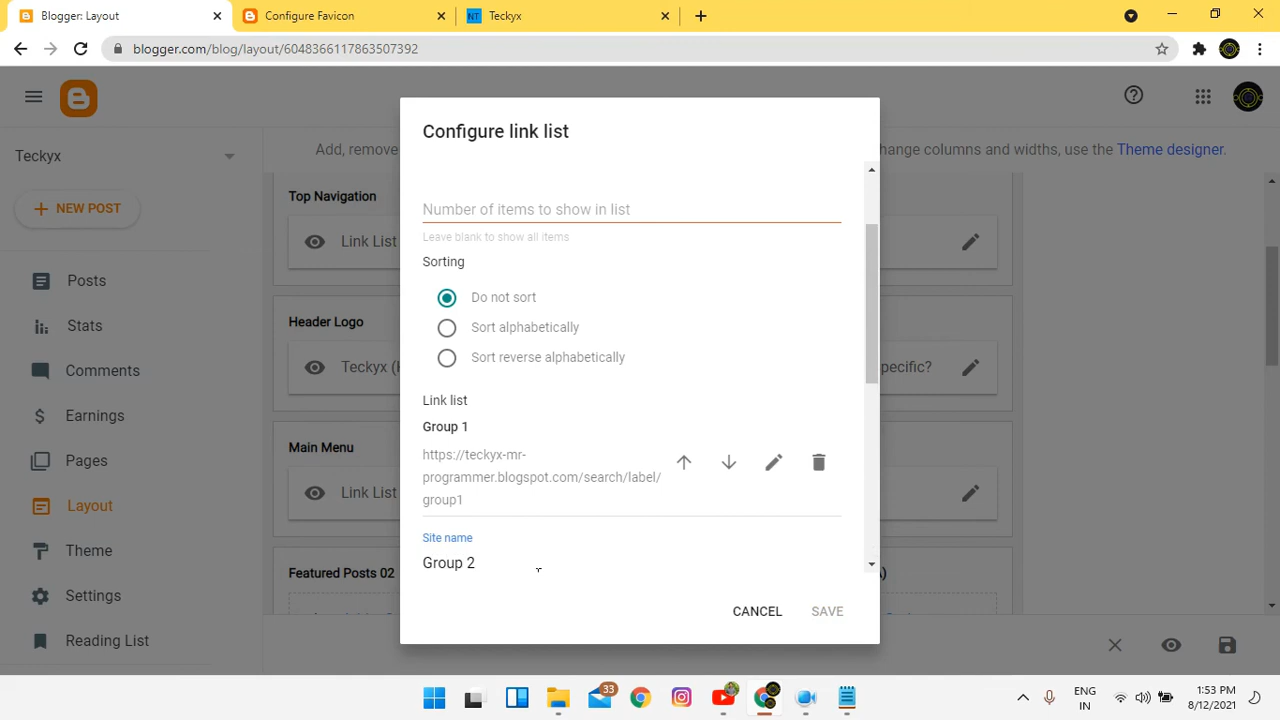 Blogger: Layout
Configure Favicon
NT Teckyx
blogger.com/blog/layout/6048366117863507392
Teckyx
NEW POST
Posts
Stats
Comments
Earnings
Pages
Layout
Theme
Settings
Reading List
Add, remove
hange columns and widths, use the Theme designer.
Top Navigation
Link List
Header Logo
Teckyx (
pecific?
Main Menu
Link List
Featured Posts 02
A)
Configure link list
Number of items to show in list
Leave blank to show all items
Sorting
Do not sort
Sort alphabetically
Sort reverse alphabetically
Link list
Group 1
https://teckyx-mr-
programmer.blogspot.com/search/label/
group1
Site name
Group 2
CANCEL SAVE
33
ENG
IN
1:53 PM
8/12/2021